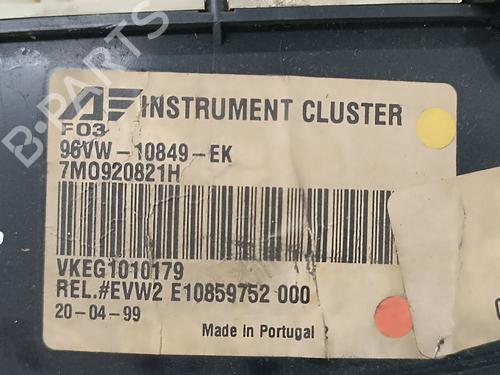 AE INSTRUMENT CLUSTER
F03
96VW-10849-EK
7M0920821H
VKEG1010179
REL.#EVW2 E10859752 000
20-04-99
Made in Portugal
B-PARTS